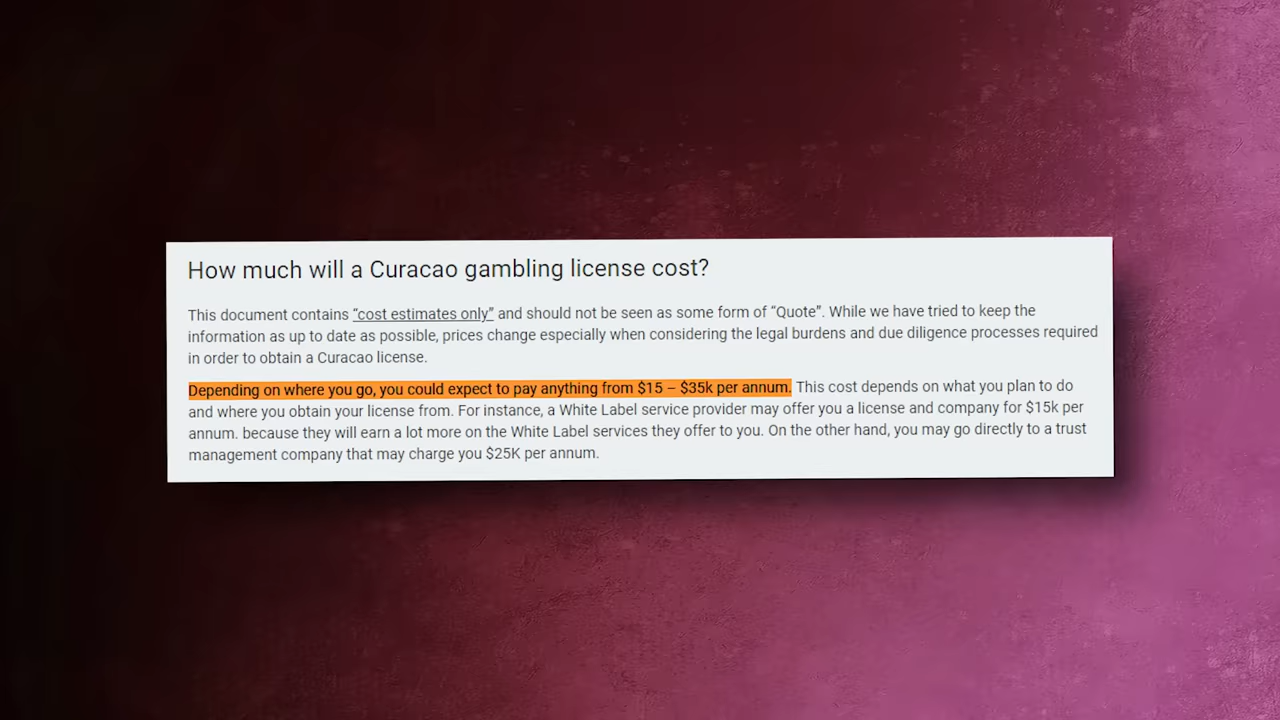 How much will a Curacao gambling license cost?
This document contains “cost estimates only” and should not be seen as some form of “Quote”. While we have tried to keep the
information as up to date as possible, prices change especially when considering the legal burdens and due diligence processes required
in order to obtain a Curacao license.
Depending on where you go, you could expect to pay anything from $15 – $35k per annum. This cost depends on what you plan to do
and where you obtain your license from. For instance, a White Label service provider may offer you a license and company for $15k per
annum. because they will earn a lot more on the White Label services they offer to you. On the other hand, you may go directly to a trust
management company that may charge you $25K per annum.